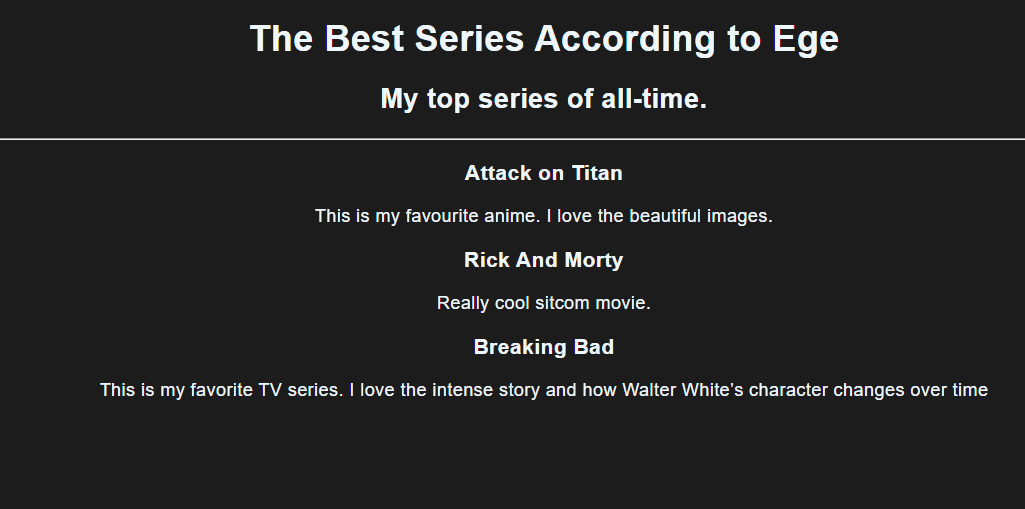 The Best Series According to Ege
My top series of all-time.
Attack on Titan
This is my favourite anime. I love the beautiful images.
Rick And Morty
Really cool sitcom movie.
Breaking Bad
This is my favorite TV series. I love the intense story and how Walter White’s character changes over time